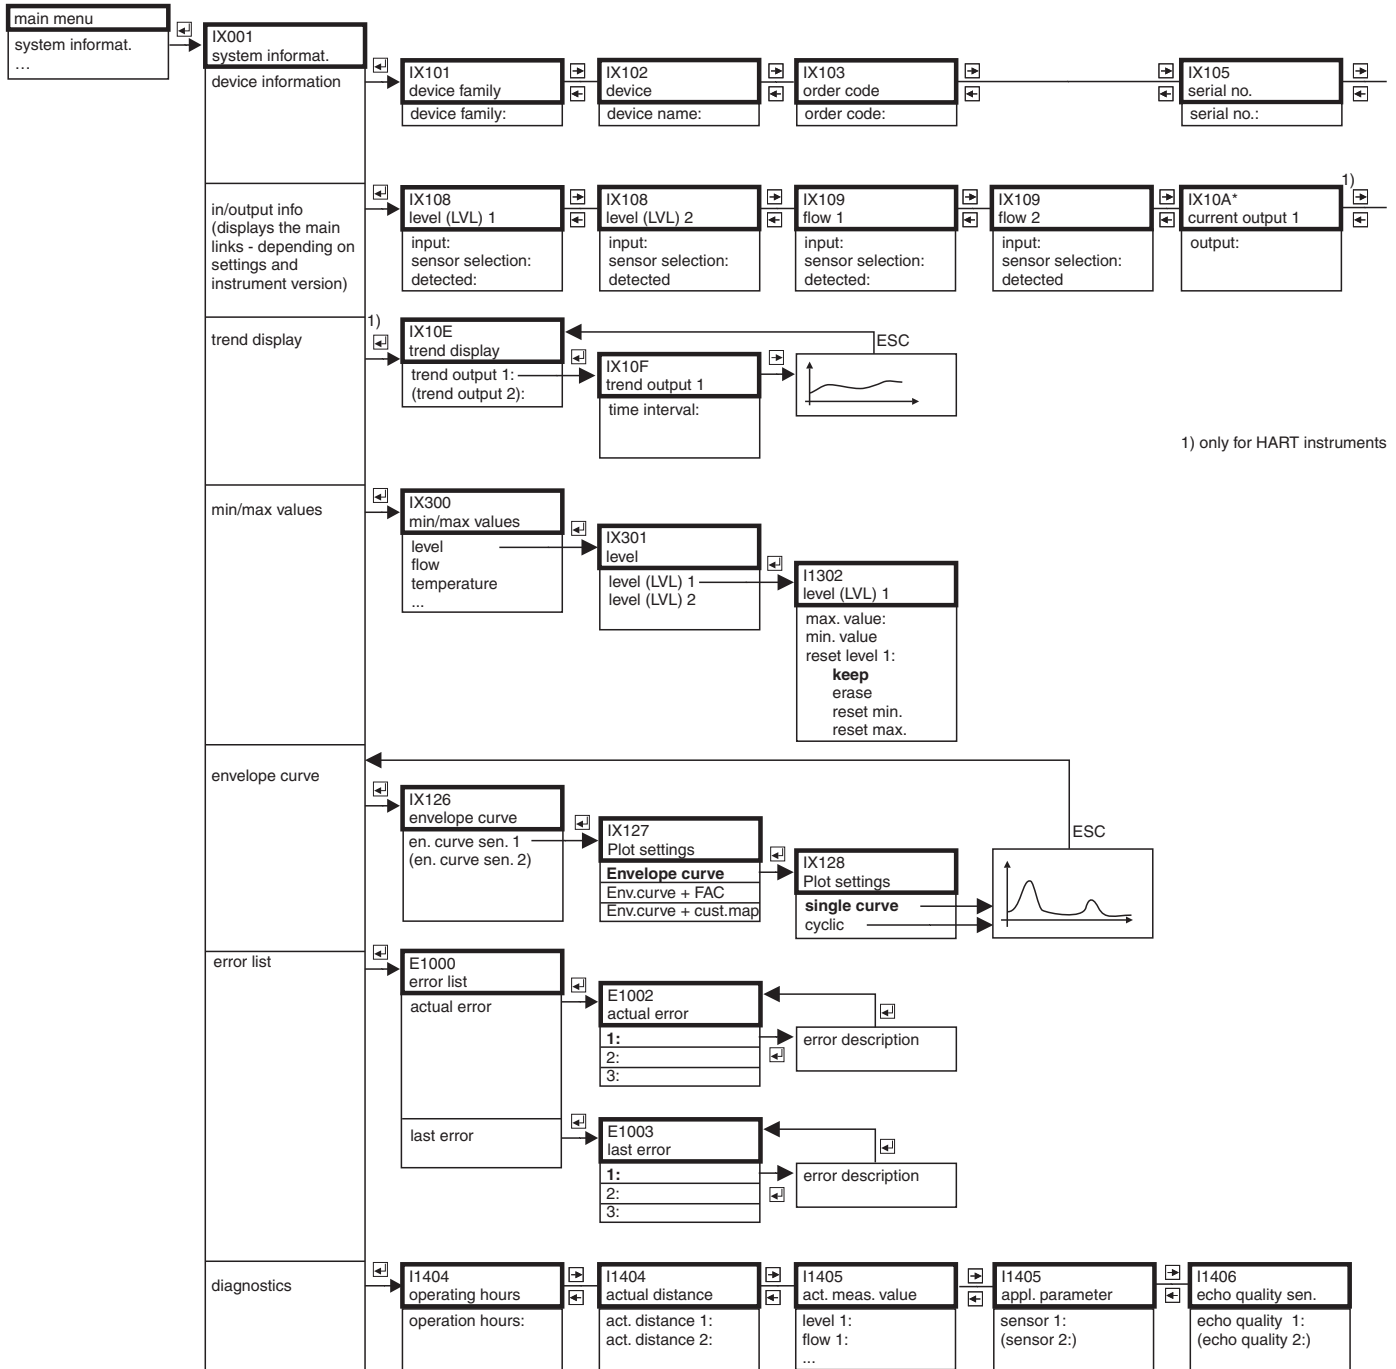 main menu
system informat.
...
IX001
system informat.
device information
IX101
device family
device family:
IX102
device
device name:
IX103
order code
order code:
IX105
serial no.
serial no.:
in/output info
(displays the main
links - depending on
settings and
instrument version)
IX108
level (LVL) 1
input:
sensor selection:
detected:
IX108
level (LVL) 2
input:
sensor selection:
detected
IX109
flow 1
input:
sensor selection:
detected:
IX109
flow 2
input:
sensor selection:
detected
IX10A*
current output 1
output:
1)
trend display
1)
IX10E
trend display
trend output 1:
(trend output 2):
IX10F
trend output 1
time interval:
ESC
1) only for HART instruments
min/max values
IX300
min/max values
level
flow
temperature
...
IX301
level
level (LVL) 1
level (LVL) 2
I1302
level (LVL) 1
max. value:
min. value
reset level 1:
keep
erase
reset min.
reset max.
envelope curve
IX126
envelope curve
en. curve sen. 1
(en. curve sen. 2)
IX127
Plot settings
Envelope curve
Env.curve + FAC
Env.curve + cust.map
IX128
Plot settings
single curve
cyclic
ESC
error list
E1000
error list
actual error
E1002
actual error
1:
2:
3:
error description
last error
E1003
last error
1:
2:
3:
error description
diagnostics
I1404
operating hours
operation hours:
I1404
actual distance
act. distance 1:
act. distance 2:
I1405
act. meas. value
level 1:
flow 1:
...
I1405
appl. parameter
sensor 1:
(sensor 2:)
I1406
echo quality sen.
echo quality 1:
(echo quality 2:)